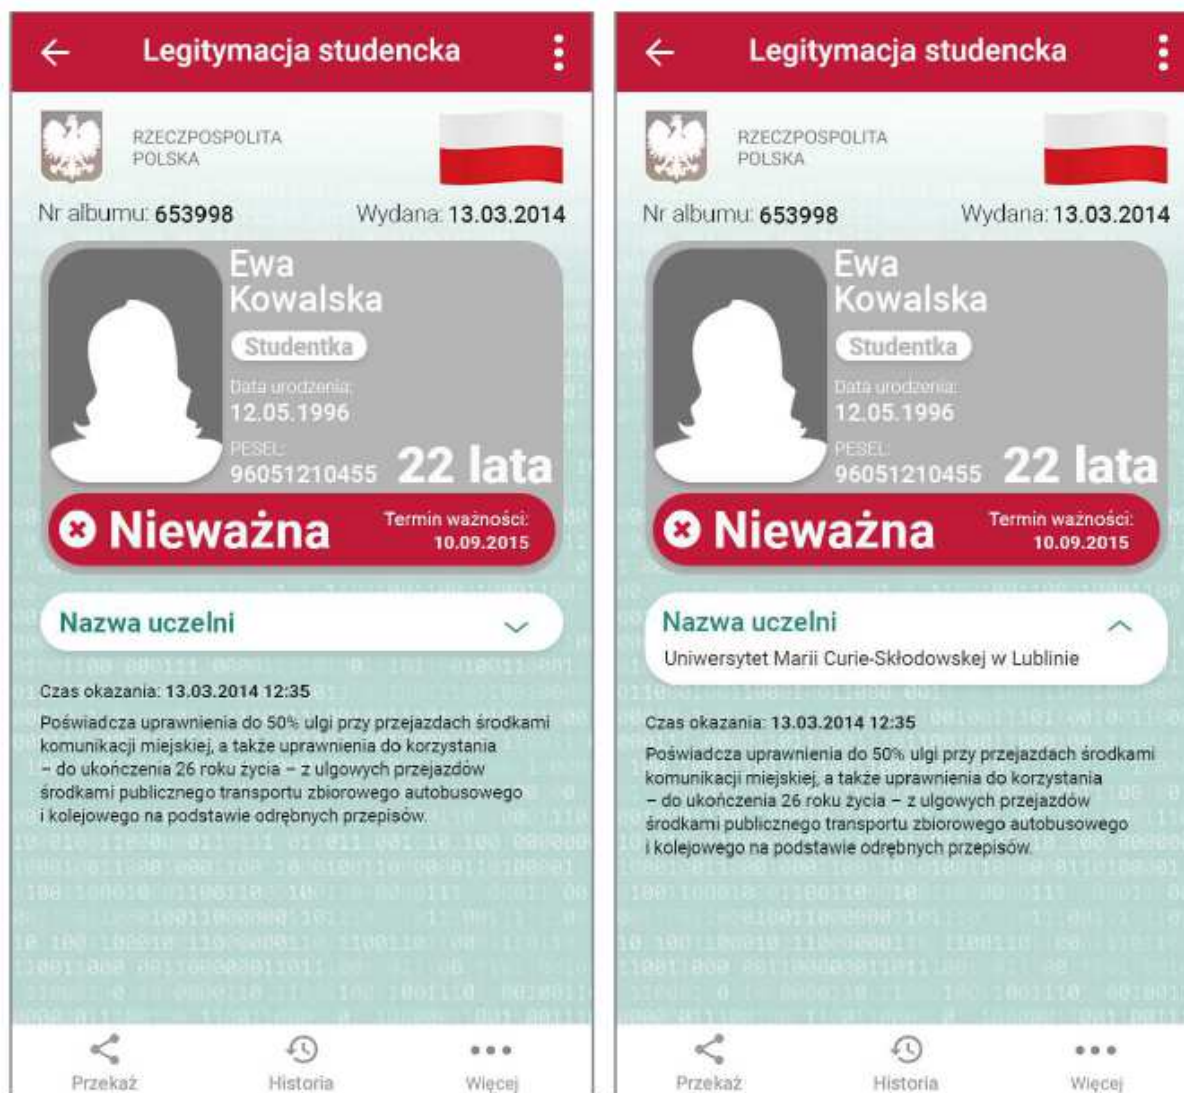 Legitymacja studencka
RZECZPOSPOLITA
POLSKA
Nr albumu: 653998
Wydana: 13.03.2014
Ewa
Kowalska
Studentka
Data urodzenia:
12.05.1996
PESEL:
96051210455
22 lata
Nieważna
Termin ważności:
10.09.2015
Nazwa uczelni
Czas okazania: 13.03.2014 12:35
Poświadcza uprawnienia do 50% ulgi przy przejazdach środkami
komunikacji miejskiej, a także uprawnienia do korzystania
– do ukończenia 26 roku życia – z ulgowych przejazdów
środkami publicznego transportu zbiorowego autobusowego
i kolejowego na podstawie odrębnych przepisów.
Przekaż
Historia
Więcej
Legitymacja studencka
RZECZPOSPOLITA
POLSKA
Nr albumu: 653998
Wydana: 13.03.2014
Ewa
Kowalska
Studentka
Data urodzenia:
12.05.1996
PESEL:
96051210455
22 lata
Nieważna
Termin ważności:
10.09.2015
Nazwa uczelni
Uniwersytet Marii Curie-Skłodowskej w Lublinie
Czas okazania: 13.03.2014 12:35
Poświadcza uprawnienia do 50% ulgi przy przejazdach środkami
komunikacji miejskiej, a także uprawnienia do korzystania
– do ukończenia 26 roku życia – z ulgowych przejazdów
środkami publicznego transportu zbiorowego autobusowego
i kolejowego na podstawie odrębnych przepisów.
Przekaż
Historia
Więcej